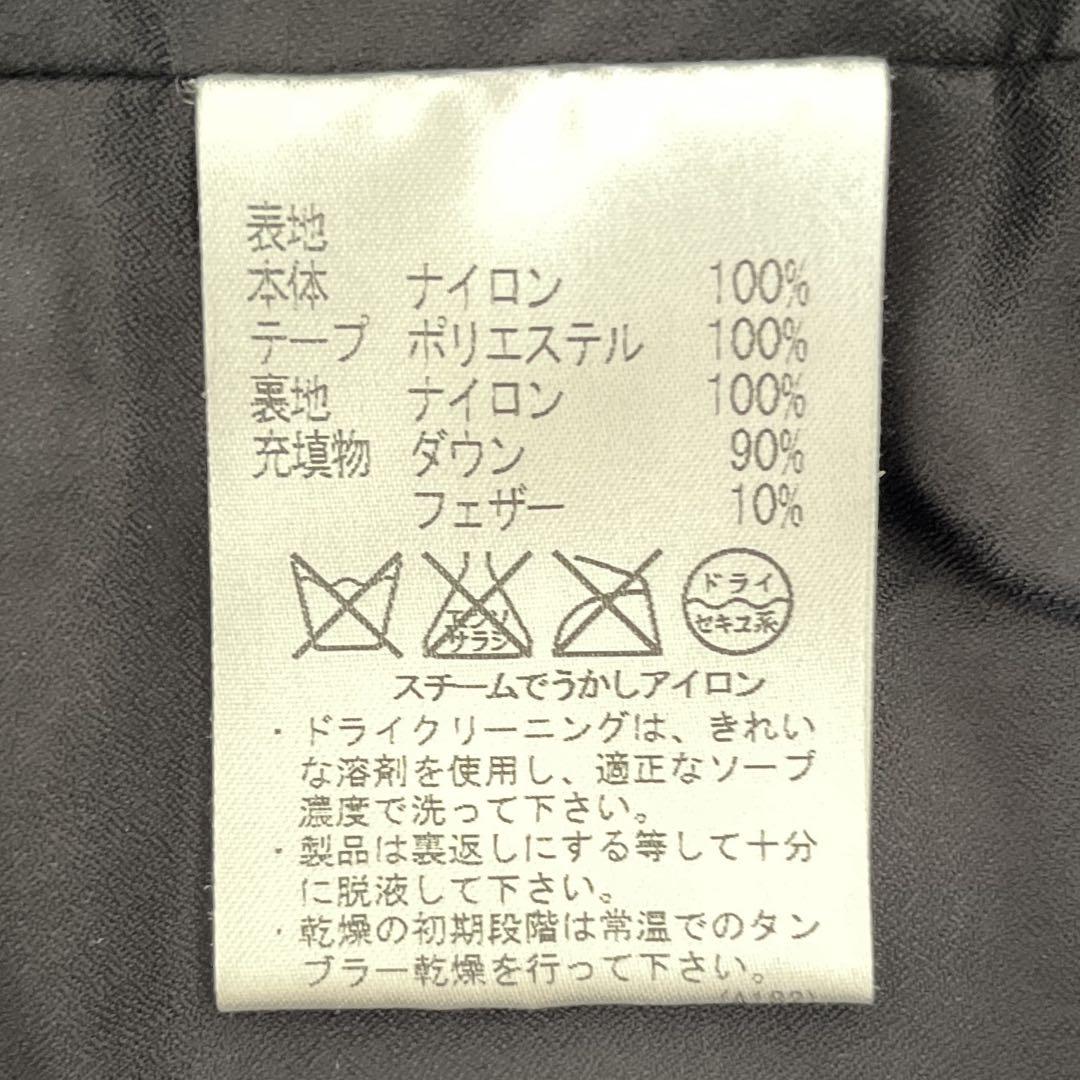 表地
本体 ナイロン 100%
テープ ポリエステル 100%
裏地 ナイロン 100%
充填物 ダウン 90%
フェザー 10%
エンソ サラシ
ドライ セキユ系
スチームでうかしアイロン
・ドライクリーニングは、きれい
な溶剤を使用し、適正なソープ
濃度で洗って下さい。
・製品は裏返しにする等して十分
に脱液して下さい。
・乾燥の初期段階は常温でのタン
ブラー乾燥を行って下さい。